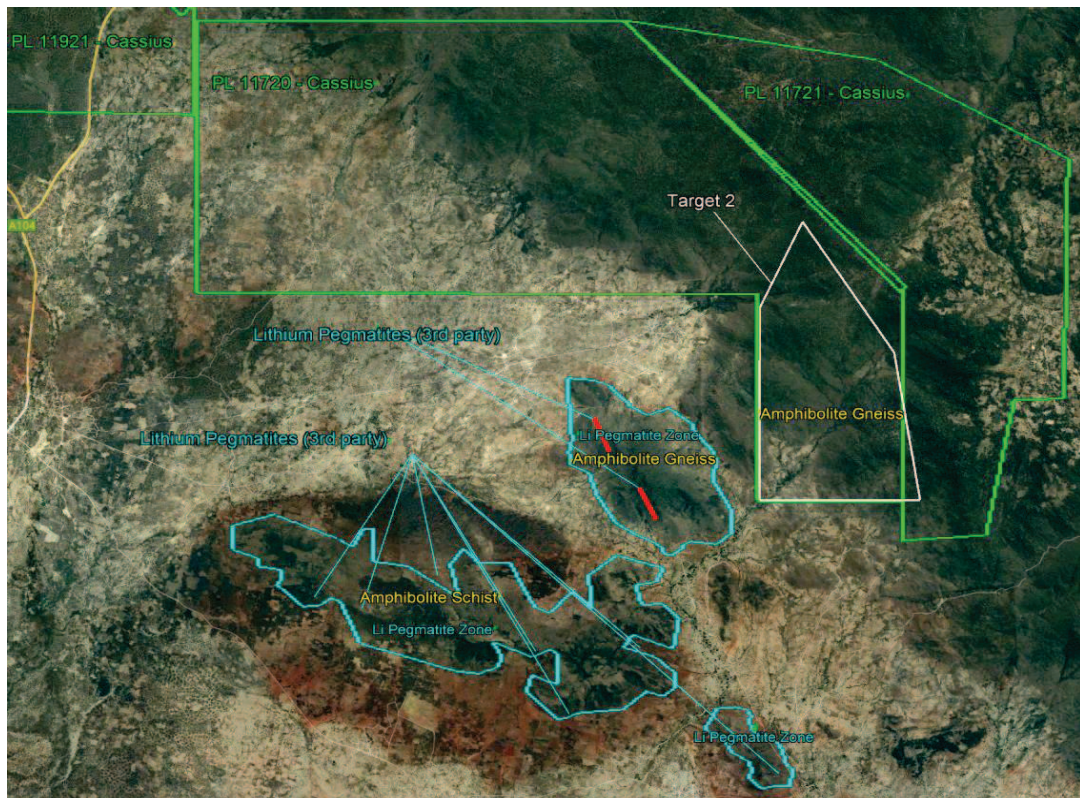 PL 11921 - Cassius
PL 11720 - Cassius
PL 11721 - Cassius
Target 2
A104
Lithium Pegmatites (3rd party)
Amphibolite Gneiss
Lithium Pegmatites (3rd party)
Li Pegmatite Zone
Amphibolite Gneiss
Amphibolite Schist
Li Pegmatite Zone
Li Pegmatite Zone